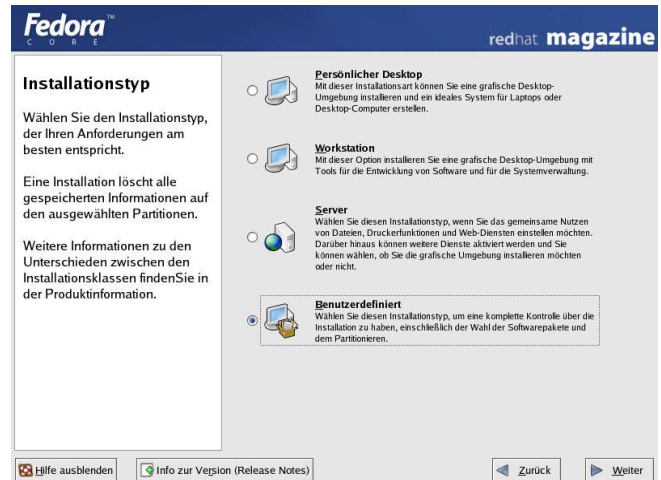 Fedora™
CORE
redhat magazine
Installationstyp
Wählen Sie den Installationstyp,
der Ihren Anforderungen am
besten entspricht.
Eine Installation löscht alle
gespeicherten Informationen auf
den ausgewählten Partitionen.
Weitere Informationen zu den
Unterschieden zwischen den
Installationsklassen findenSie in
der Produktinformation.
Persönlicher Desktop
Mit dieser Installationsart können Sie eine grafische Desktop-
Umgebung installieren und ein ideales System für Laptops oder
Desktop-Computer erstellen.
Workstation
Mit dieser Option installieren Sie eine grafische Desktop-Umgebung mit
Tools für die Entwicklung von Software und für die Systemverwaltung.
Server
Wählen Sie diesen Installationstyp, wenn Sie das gemeinsame Nutzen
von Dateien, Druckerfunktionen und Web-Diensten einstellen möchten.
Darüber hinaus können weitere Dienste aktiviert werden und Sie
können wählen, ob Sie die grafische Umgebung installieren möchten
oder nicht.
Benutzerdefiniert
Wählen Sie diesen Installationstyp, um eine komplette Kontrolle über die
Installation zu haben, einschließlich der Wahl der Softwarepakete und
dem Partitionieren.
Hilfe ausblenden
Info zur Version (Release Notes)
Zurück
Weiter